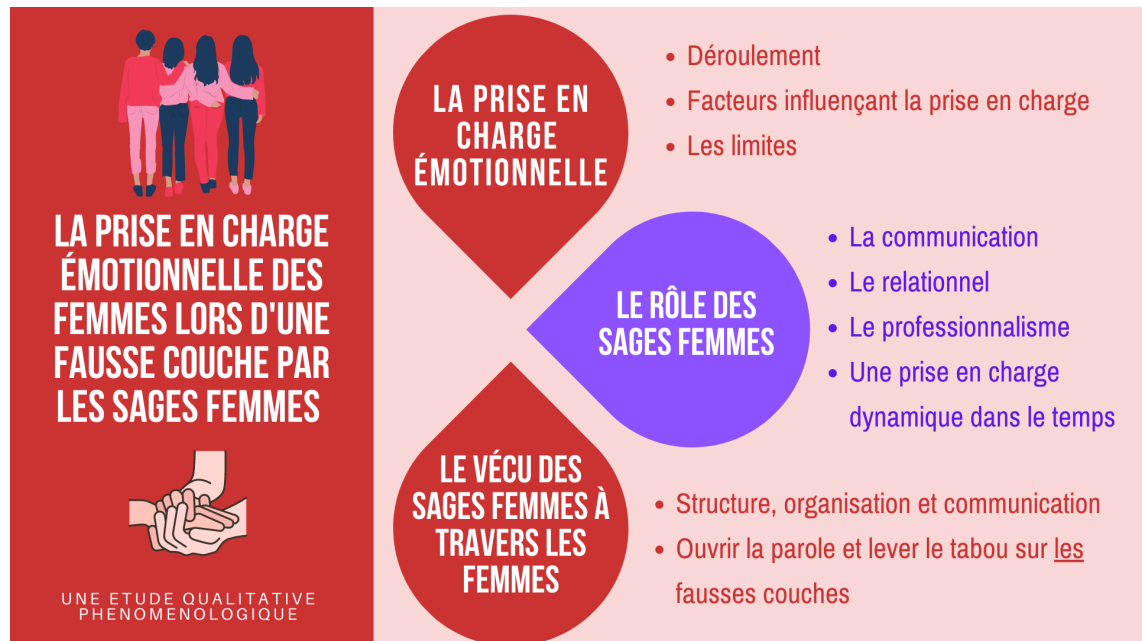 LA PRISE EN CHARGE
ÉMOTIONNELLE DES
FEMMES LORS D'UNE
FAUSSE COUCHE PAR
LES SAGES FEMMES
UNE ETUDE QUALITATIVE
PHENOMENOLOGIQUE
LA PRISE EN
CHARGE
ÉMOTIONNELLE
• Déroulement
• Facteurs influençant la prise en charge
• Les limites
LE RÔLE DES
SAGES FEMMES
• La communication
• Le relationnel
• Le professionnalisme
• Une prise en charge
dynamique dans le temps
LE VÉCU DES
SAGES FEMMES À
TRAVERS LES
FEMMES
• Structure, organisation et communication
• Ouvrir la parole et lever le tabou sur les
fausses couches